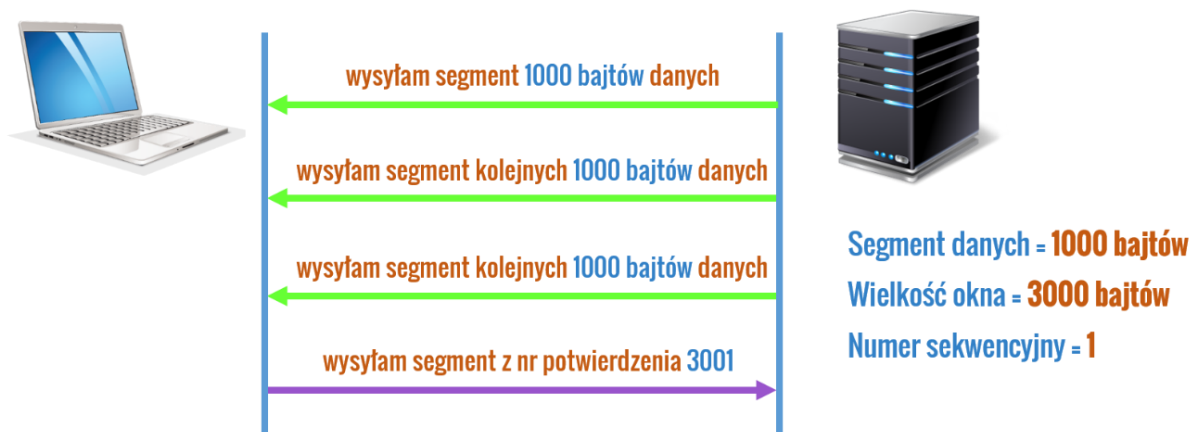 wysyłam segment 1000 bajtów danych
wysyłam segment kolejnych 1000 bajtów danych
wysyłam segment kolejnych 1000 bajtów danych
wysyłam segment z nr potwierdzenia 3001
Segment danych = 1000 bajtów
Wielkość okna = 3000 bajtów
Numer sekwencyjny = 1